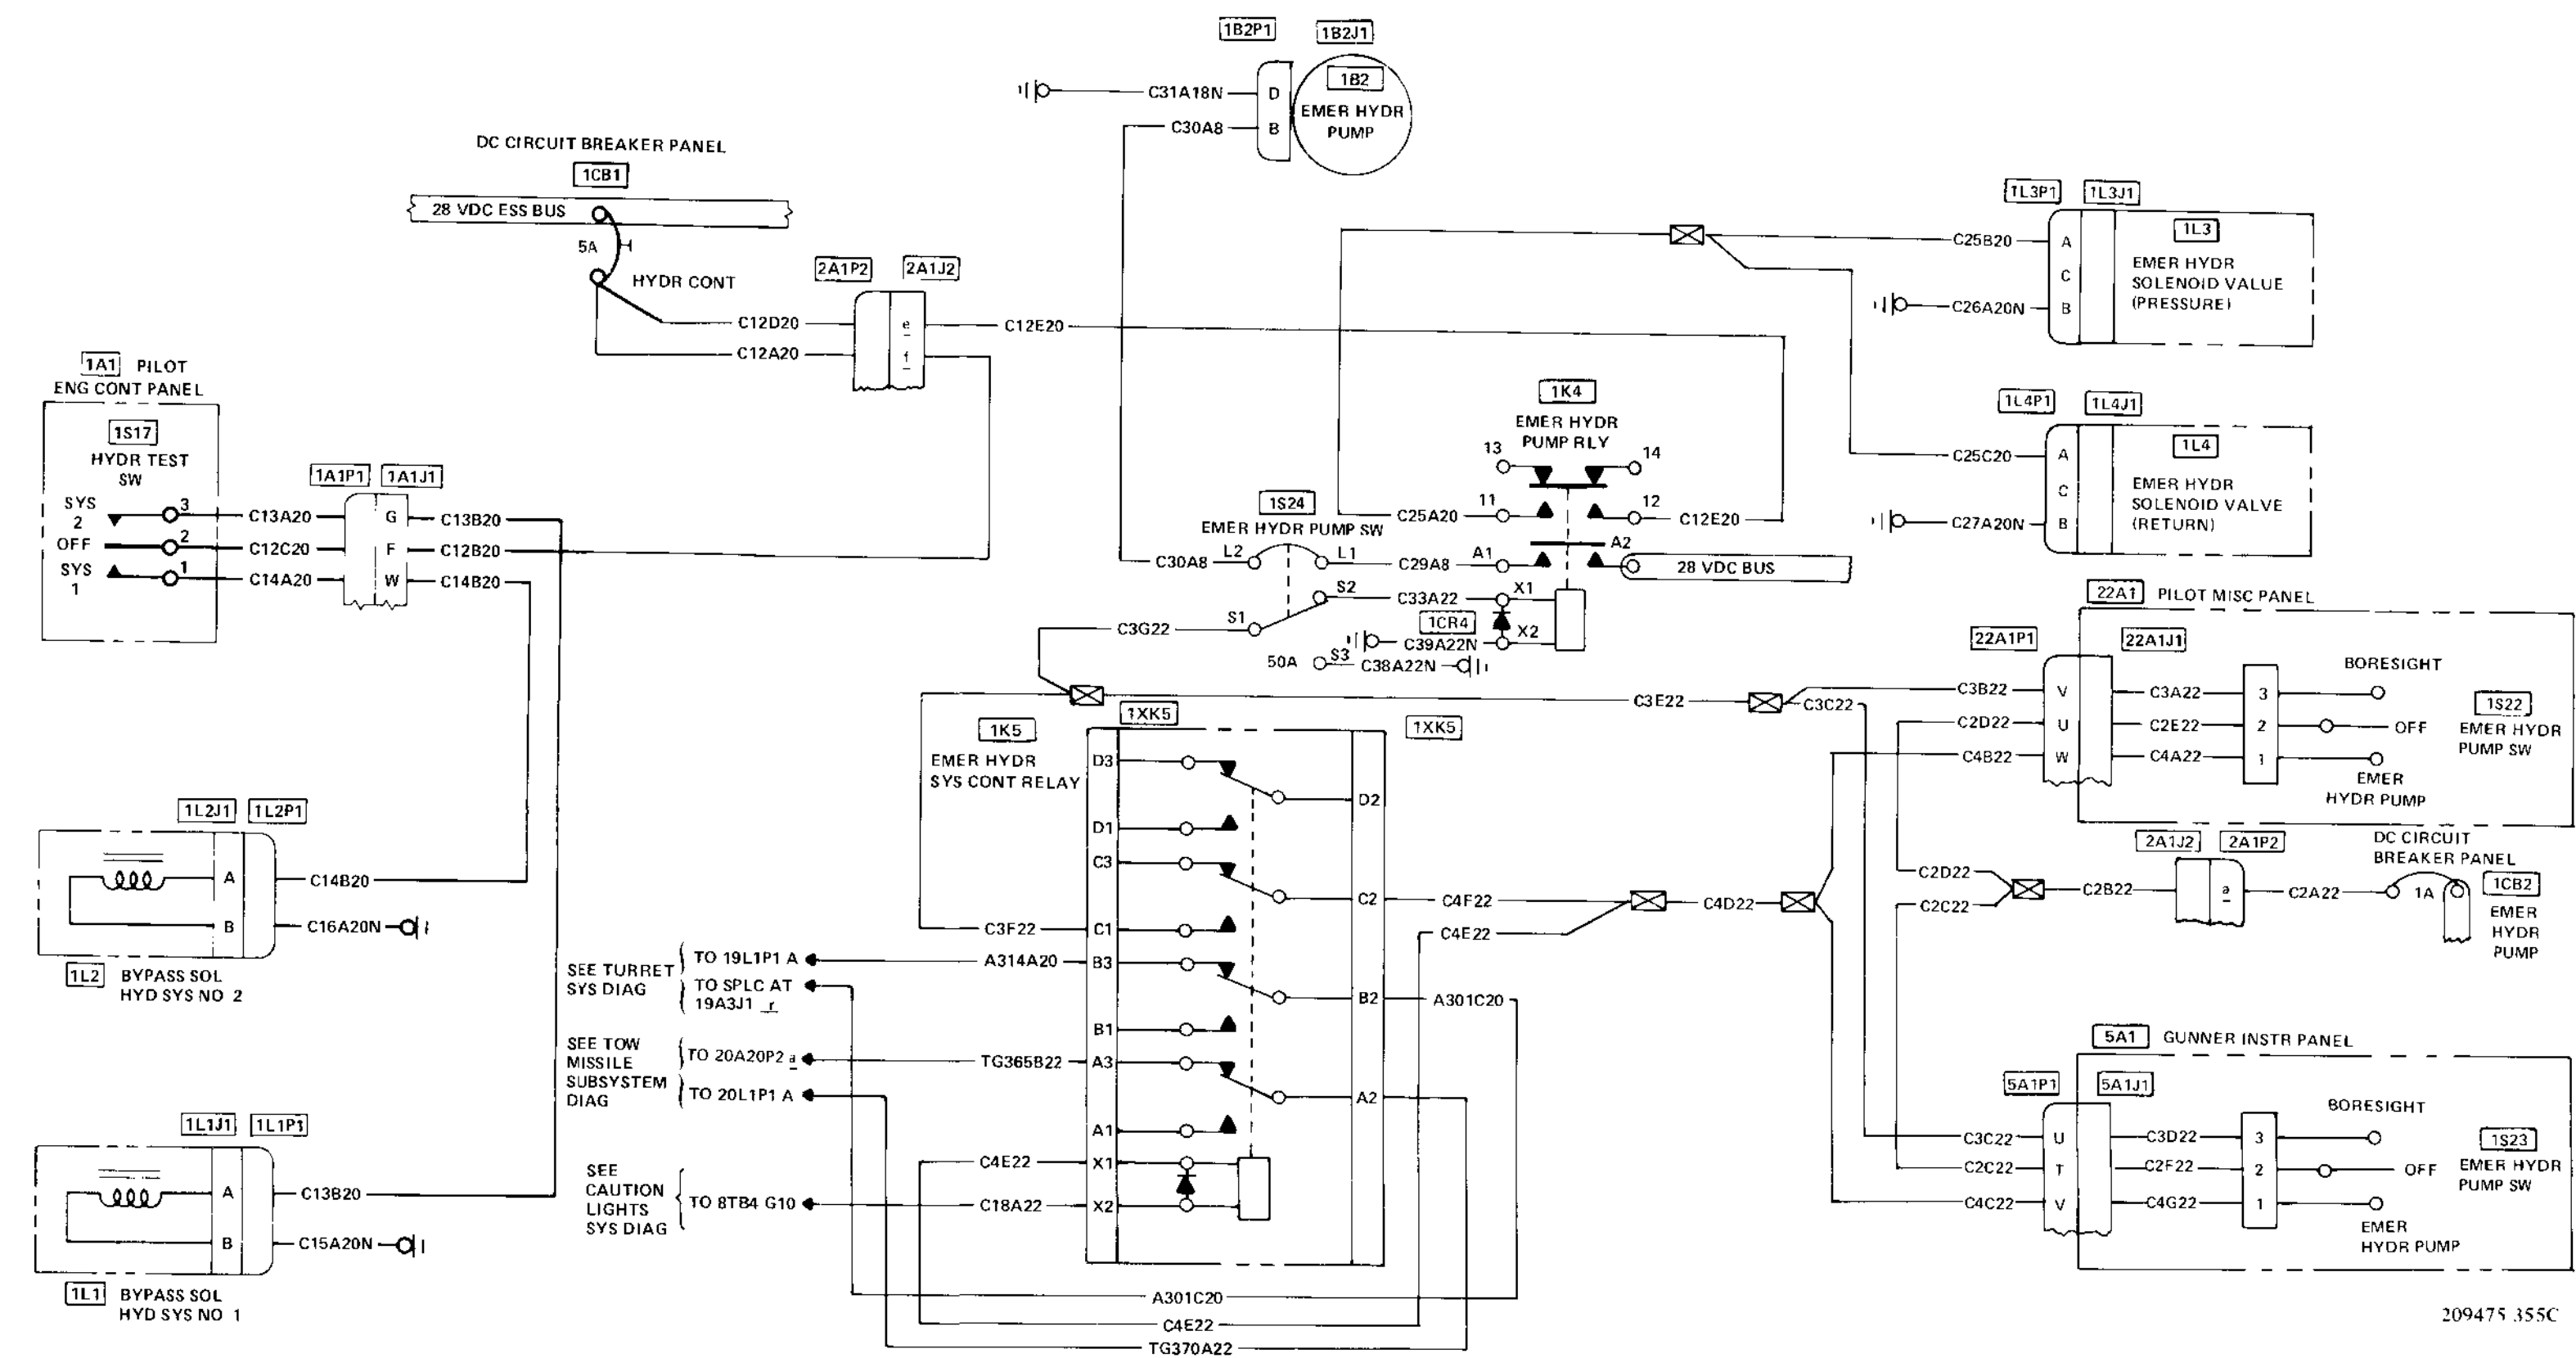 1B2P1
1B2J1
1B2
EMER HYDR
PUMP
C31A18N
D
C30A8
B
DC CIRCUIT BREAKER PANEL
1CB1
28 VDC ESS BUS
5A
HYDR CONT
2A1P2
2A1J2
C12D20
e
C12E20
C12A20
f
1A1 PILOT
ENG CONT PANEL
1S17
HYDR TEST
SW
1A1P1
1A1J1
SYS
2
3
C13A20
G
C13B20
OFF
2
C12C20
F
C12B20
SYS
1
1
C14A20
W
C14B20
1L3P1
1L3J1
1L3
C25B20
A
C
EMER HYDR
SOLENOID VALUE
(PRESSURE)
C26A20N
B
1L4P1
1L4J1
1L4
C25C20
A
C
EMER HYDR
SOLENOID VALVE
(RETURN)
C27A20N
B
1K4
EMER HYDR
PUMP RLY
13
14
11
12
C25A20
C12E20
1S24
EMER HYDR PUMP SW
C30A8
L2
L1
C29A8
A1
A2
28 VDC BUS
S2
C33A22
X1
C3G22
S1
1CR4
X2
C39A22N
50A
S3
C38A22N
C3E22
22A1 PILOT MISC PANEL
22A1P1
22A1J1
BORESIGHT
C3B22
V
C3A22
3
C3C22
C2D22
U
C2E22
2
OFF
1S22
EMER HYDR
PUMP SW
C4B22
W
C4A22
1
EMER
HYDR PUMP
1K5
EMER HYDR
SYS CONT RELAY
1XK5
1XK5
D3
D2
D1
C3
C2
C4F22
C3F22
C1
A314A20
B3
B2
A301C20
B1
TG365B22
A3
A2
A1
C4E22
X1
C18A22
X2
C4E22
C4D22
2A1J2
2A1P2
DC CIRCUIT
BREAKER PANEL
C2D22
C2C22
C2B22
a
C2A22
1A
1CB2
EMER
HYDR
PUMP
1L2J1
1L2P1
A
C14B20
B
C16A20N
1L2
BYPASS SOL
HYD SYS NO 2
SEE TURRET
SYS DIAG
TO 19L1P1 A
TO SPLC AT
19A3J1 r
SEE TOW
MISSILE
SUBSYSTEM
DIAG
TO 20A20P2 a
TO 20L1P1 A
SEE
CAUTION
LIGHTS
SYS DIAG
TO 8TB4 G10
1L1J1
1L1P1
A
C13B20
B
C15A20N
1L1
BYPASS SOL
HYD SYS NO 1
A301C20
C4E22
TG370A22
5A1 GUNNER INSTR PANEL
5A1P1
5A1J1
BORESIGHT
C3C22
U
C3D22
3
C2C22
T
C2F22
2
OFF
1S23
EMER HYDR
PUMP SW
C4C22
V
C4G22
1
EMER
HYDR PUMP
209475 355C